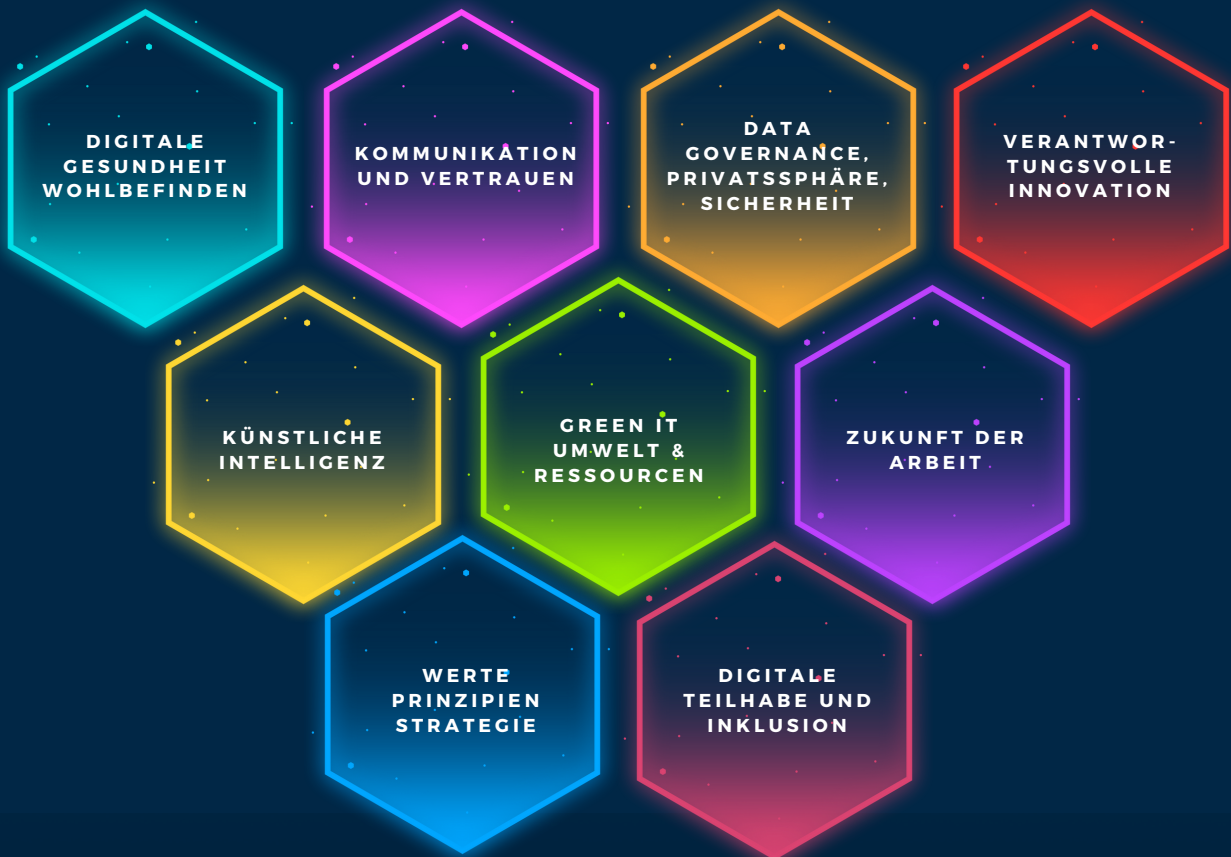 DIGITALE
GESUNDHEIT
WOHLBEFINDEN
KOMMUNIKATION
UND VERTRAUEN
DATA
GOVERNANCE,
PRIVATSSPHÄRE,
SICHERHEIT
VERANTWOR-
TUNGSVOLLE
INNOVATION
KÜNSTLICHE
INTELLIGENZ
GREEN IT
UMWELT &
RESSOURCEN
ZUKUNFT DER
ARBEIT
WERTE
PRINZIPIEN
STRATEGIE
DIGITALE
TEILHABE UND
INKLUSION